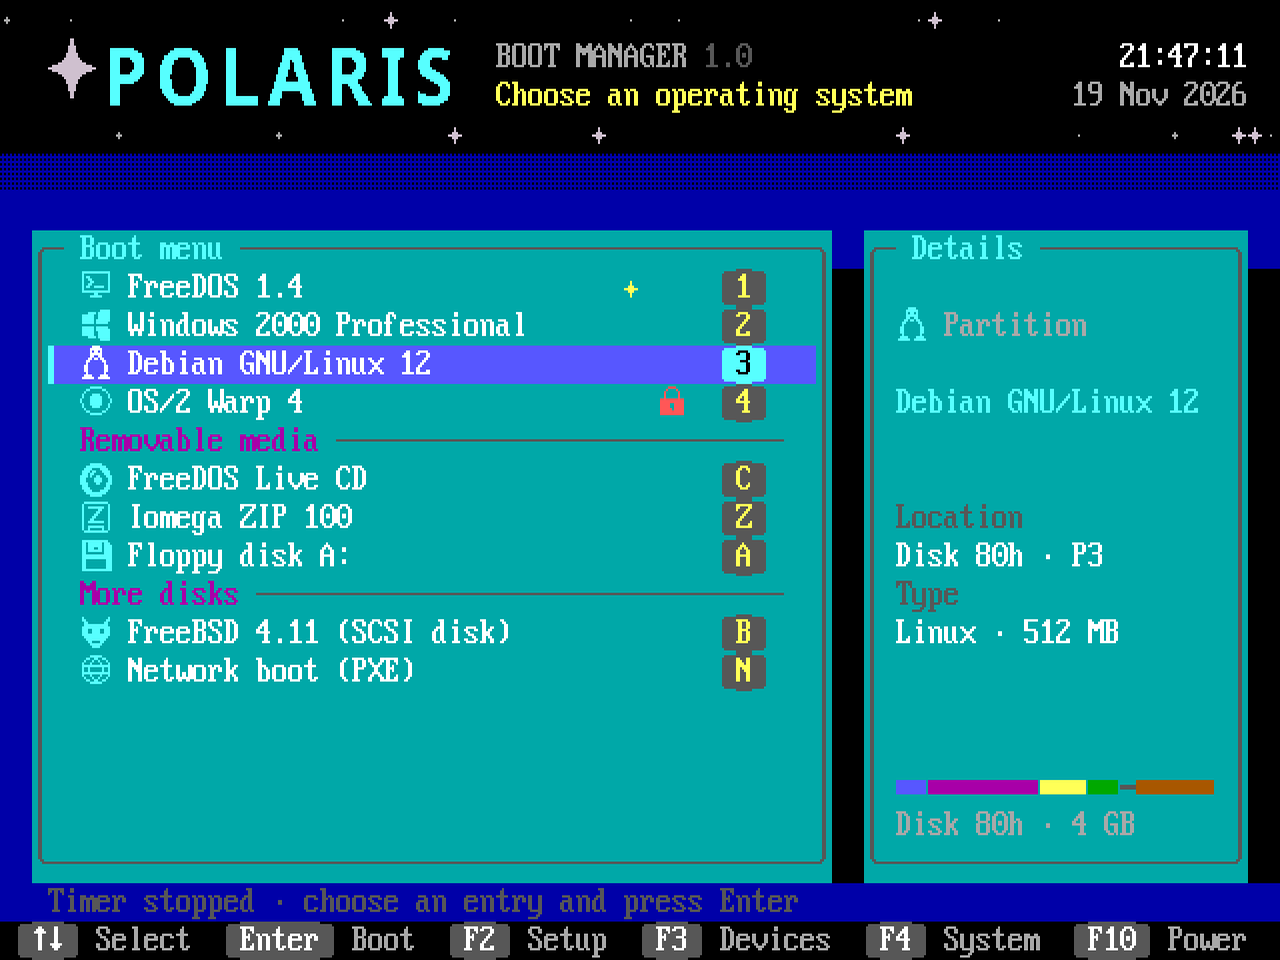 POLARIS
BOOT MANAGER 1.0
Choose an operating system
21:47:11
19 Nov 2026
Boot menu
FreeDOS 1.4 1
Windows 2000 Professional 2
Debian GNU/Linux 12 3
OS/2 Warp 4 4
Removable media
FreeDOS Live CD C
Iomega ZIP 100 Z
Floppy disk A: A
More disks
FreeBSD 4.11 (SCSI disk) B
Network boot (PXE) N
Details
Partition
Debian GNU/Linux 12
Location
Disk 80h · P3
Type
Linux · 512 MB
Disk 80h · 4 GB
Timer stopped · choose an entry and press Enter
↑↓ Select Enter Boot F2 Setup F3 Devices F4 System F10 Power